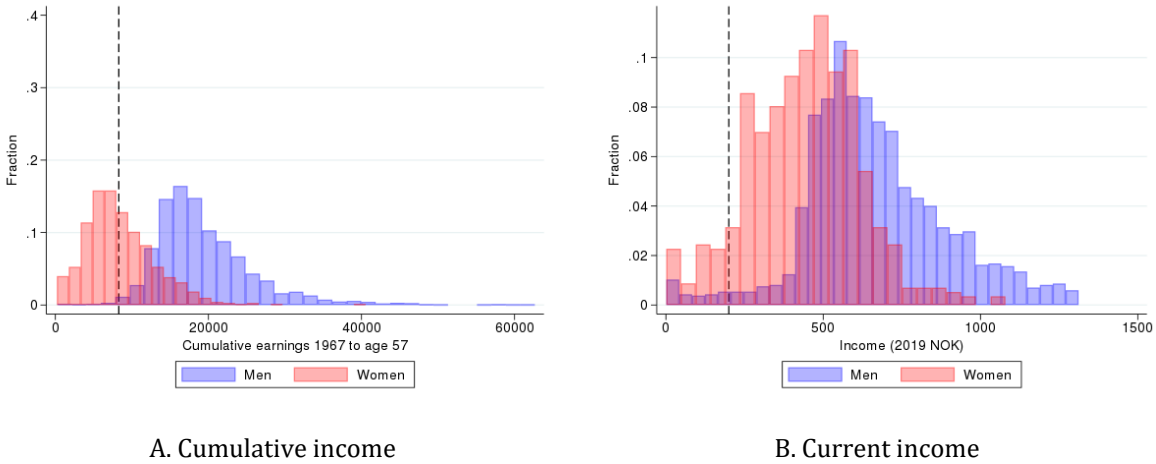 .4
.3
.2
.1
0
Fraction
0 20000 40000 60000
Cumulative earnings 1967 to age 57
Men Women
A. Cumulative income
.1
.08
.06
.04
.02
0
Fraction
0 500 1000 1500
Income (2019 NOK)
Men Women
B. Current income